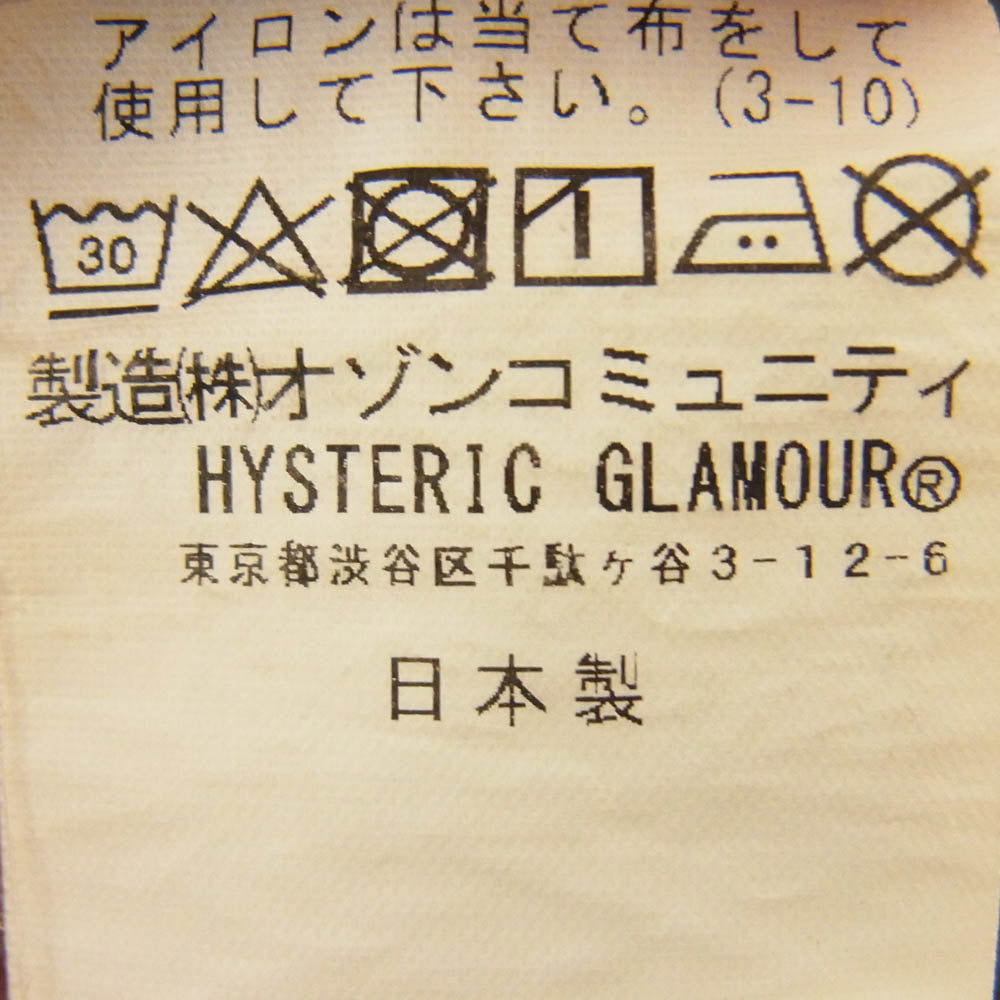 アイロンは当て布をして
使用して下さい。(3-10)
30
製造(株)オゾンコミュニティ
HYSTERIC GLAMOUR®
東京都渋谷区千駄ヶ谷3-12-6
日本製